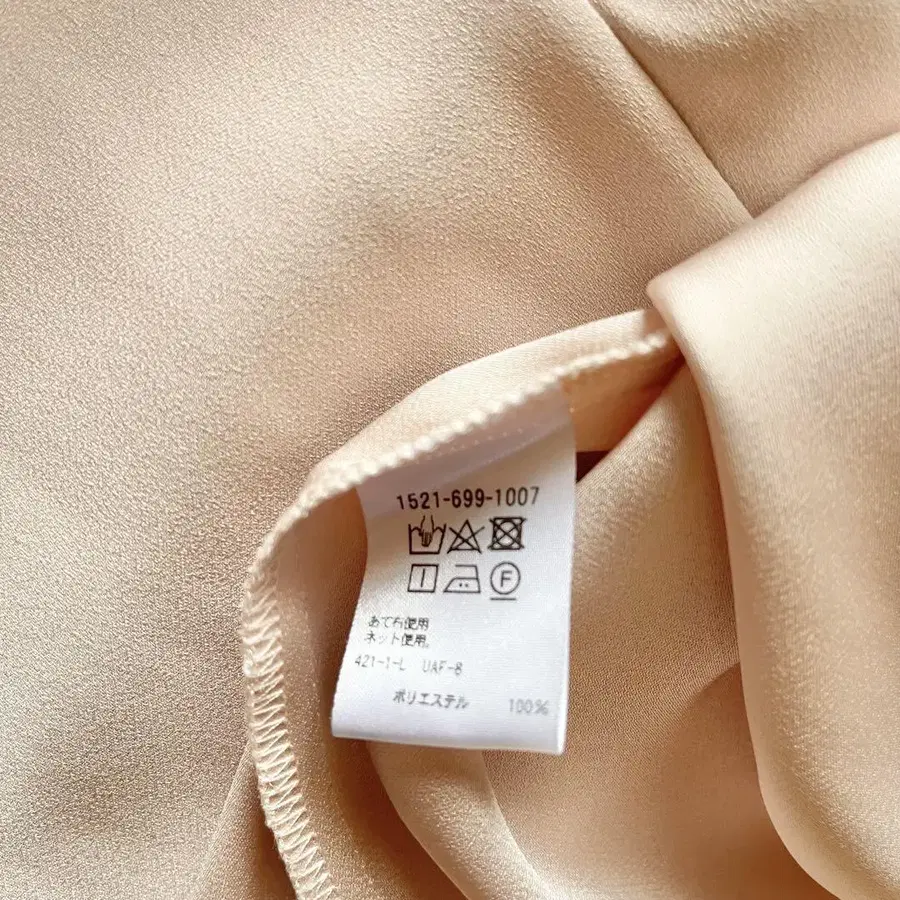 1521-699-1007
F
あて布使用
ネット使用。
421-1-L UAF-8
ポリエステル 100%